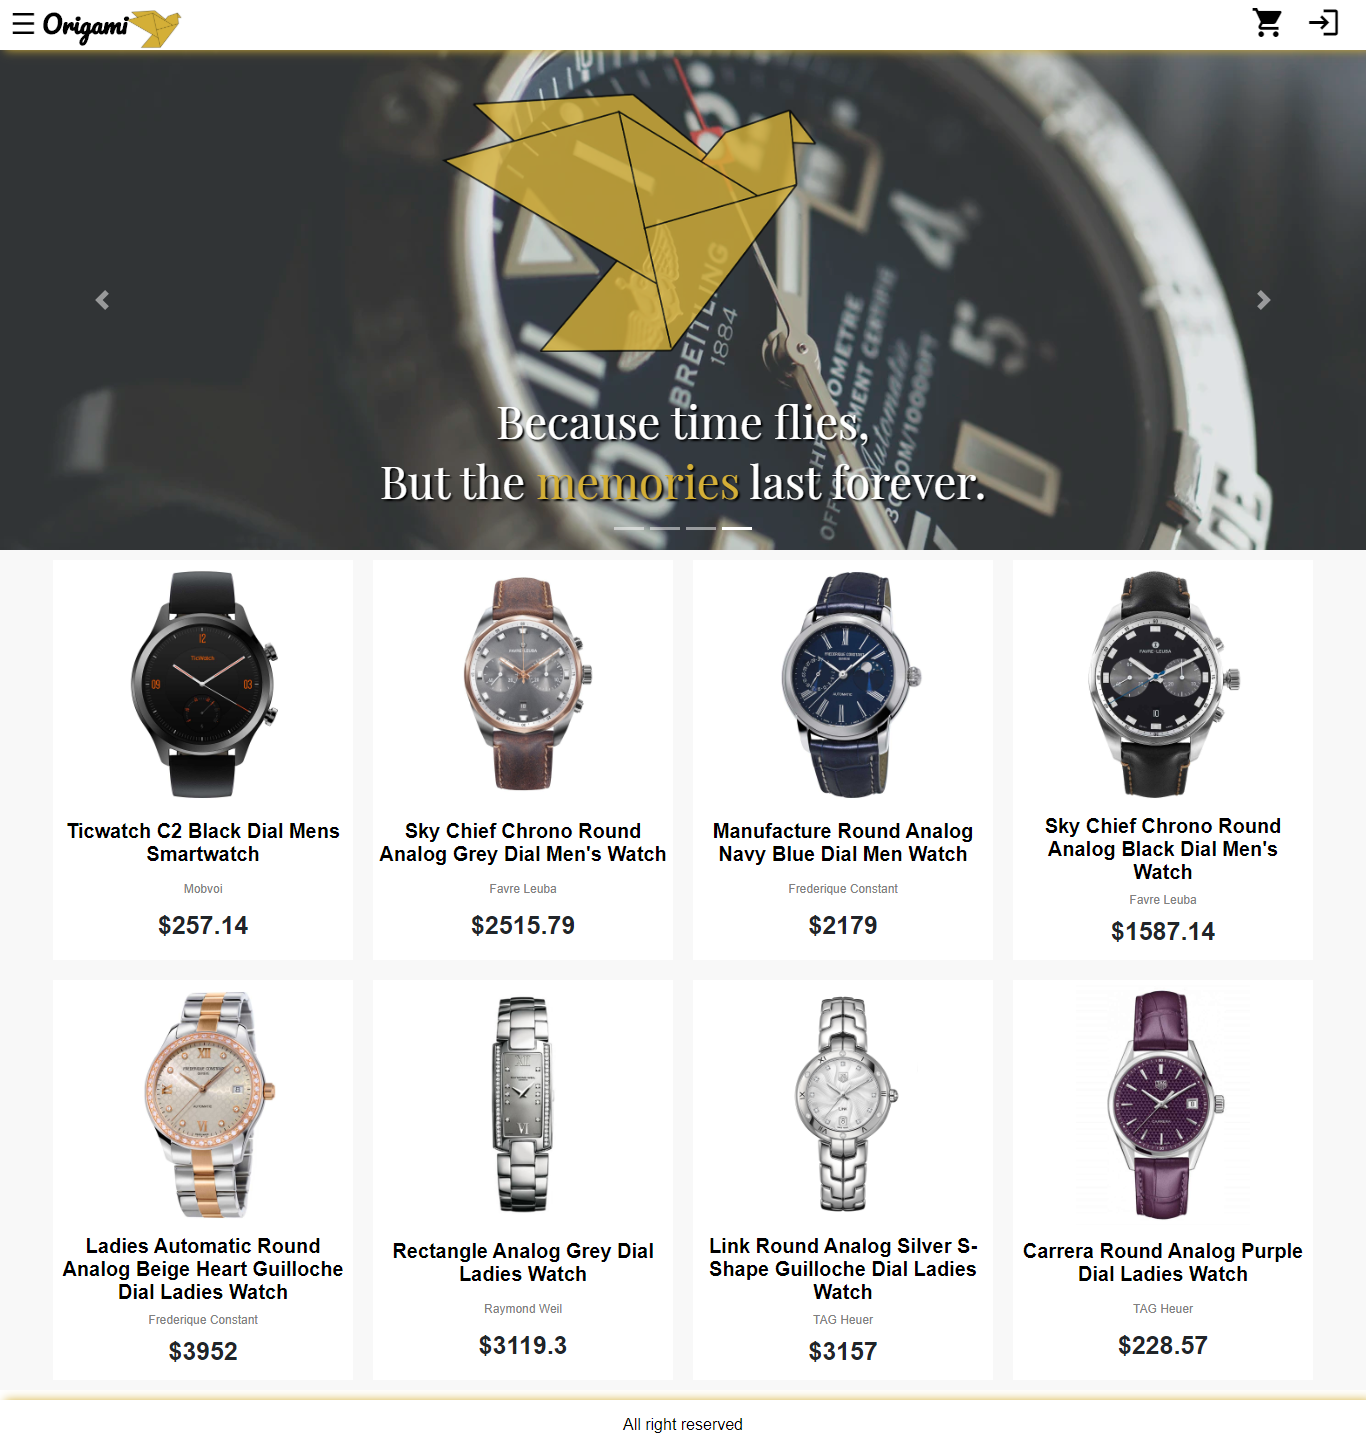 Origami
BREITLING
1884
Because time flies,
But the memories last forever.
Ticwatch C2 Black Dial Mens
Smartwatch
Mobvoi
$257.14
Sky Chief Chrono Round
Analog Grey Dial Men's Watch
Favre Leuba
$2515.79
Manufacture Round Analog
Navy Blue Dial Men Watch
Frederique Constant
$2179
Sky Chief Chrono Round
Analog Black Dial Men's
Watch
Favre Leuba
$1587.14
Ladies Automatic Round
Analog Beige Heart Guilloche
Dial Ladies Watch
Frederique Constant
$3952
Rectangle Analog Grey Dial
Ladies Watch
Raymond Weil
$3119.3
Link Round Analog Silver S-
Shape Guilloche Dial Ladies
Watch
TAG Heuer
$3157
Carrera Round Analog Purple
Dial Ladies Watch
TAG Heuer
$228.57
All right reserved